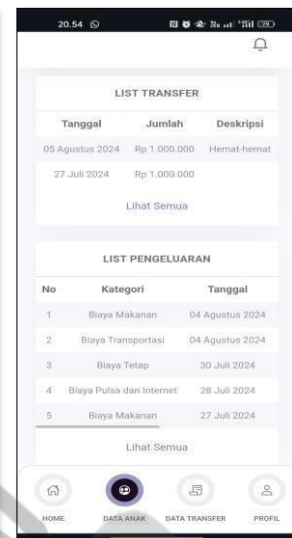 20.54
LIST TRANSFER
Tanggal Jumlah Deskripsi
05 Agustus 2024 Rp 1.000.000 Hemat-hemat
27 Juli 2024 Rp 1.000.000
Lihat Semua
LIST PENGELUARAN
No Kategori Tanggal
1 Biaya Makanan 04 Agustus 2024
2 Biaya Transportasi 04 Agustus 2024
3 Biaya Tetap 30 Juli 2024
4 Biaya Pulsa dan Internet 28 Juli 2024
5 Biaya Makanan 27 Juli 2024
Lihat Semua
HOME DATA ANAK DATA TRANSFER PROFIL